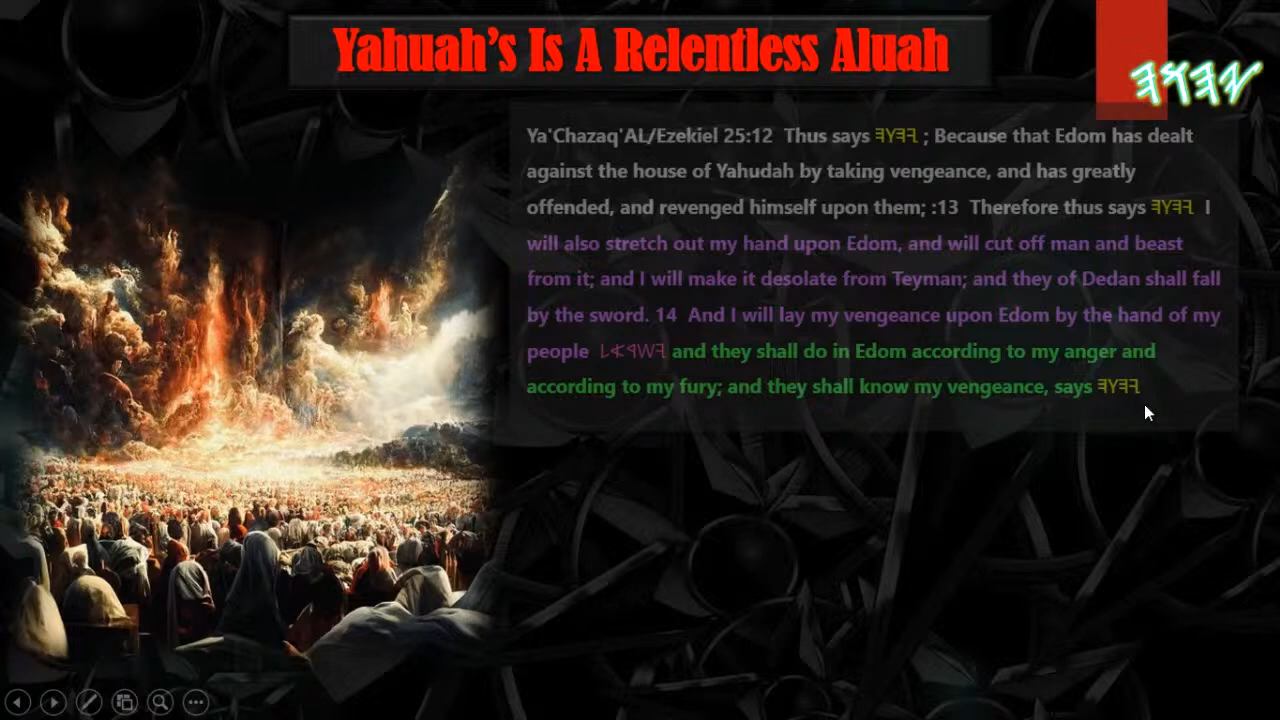 Yahuah’s Is A Relentless Aluah
𐤉𐤄𐤅𐤄
Ya'Chazaq'AL/Ezekiel 25:12 Thus says 𐤉𐤄𐤅𐤄 ; Because that Edom has dealt
against the house of Yahudah by taking vengeance, and has greatly
offended, and revenged himself upon them; :13 Therefore thus says 𐤉𐤄𐤅𐤄 I
will also stretch out my hand upon Edom, and will cut off man and beast
from it; and I will make it desolate from Teyman; and they of Dedan shall fall
by the sword. 14 And I will lay my vengeance upon Edom by the hand of my
people 𐤉𐤔𐤓𐤀𐤋 and they shall do in Edom according to my anger and
according to my fury; and they shall know my vengeance, says 𐤉𐤄𐤅𐤄